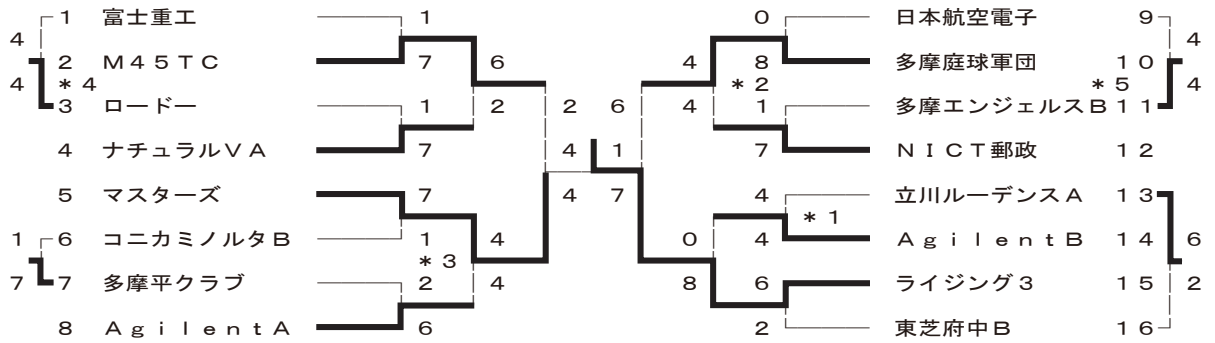 1 富士重工 1 0 日本航空電子 9
4 4
2 M45TC 7 6 4 8 多摩庭球軍団 10
4 *4 *2 *5 4
3 ロードー 1 2 2 6 4 1 多摩エンジェルスB 11
4 ナチュラルVA 7 4 1 7 NICT郵政 12
5 マスターズ 7 4 7 4 立川ルーデンスA 13
*1
1 6 コニカミノルタB 1 4 0 4 AgilentB 14 6
*3
7 7 多摩平クラブ 2 4 8 6 ライジング3 15 2
8 AgilentA 6 2 東芝府中B 16